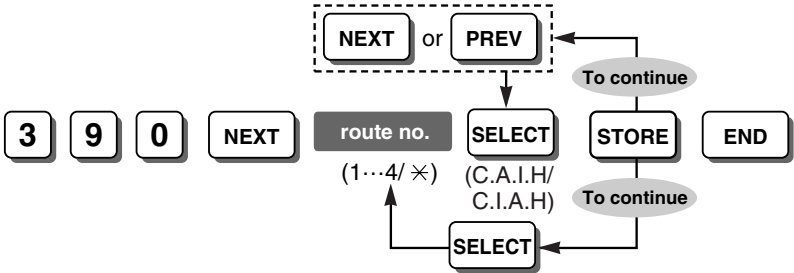 NEXT or PREV
To continue
3 9 0 NEXT route no. SELECT STORE END
(1···4/ ✳) (C.A.I.H/
C.I.A.H)
To continue
SELECT